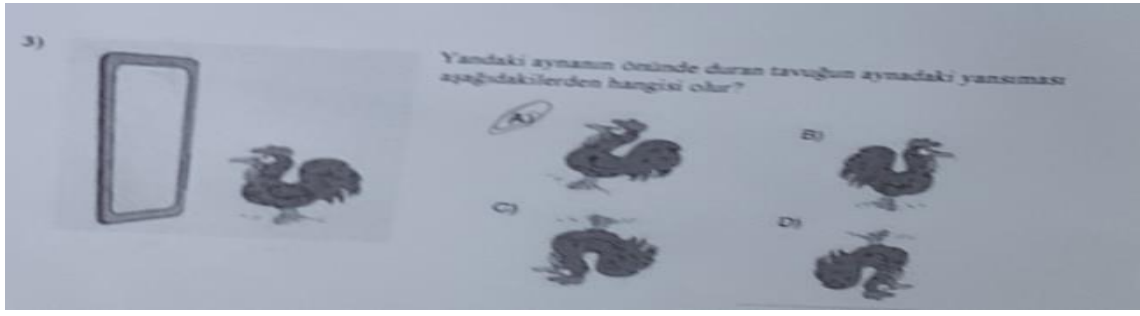 3)
Yandaki aynanın önünde duran tavuğun aynadaki yansıması
aşağıdakilerden hangisi olur?
A)
B)
C)
D)